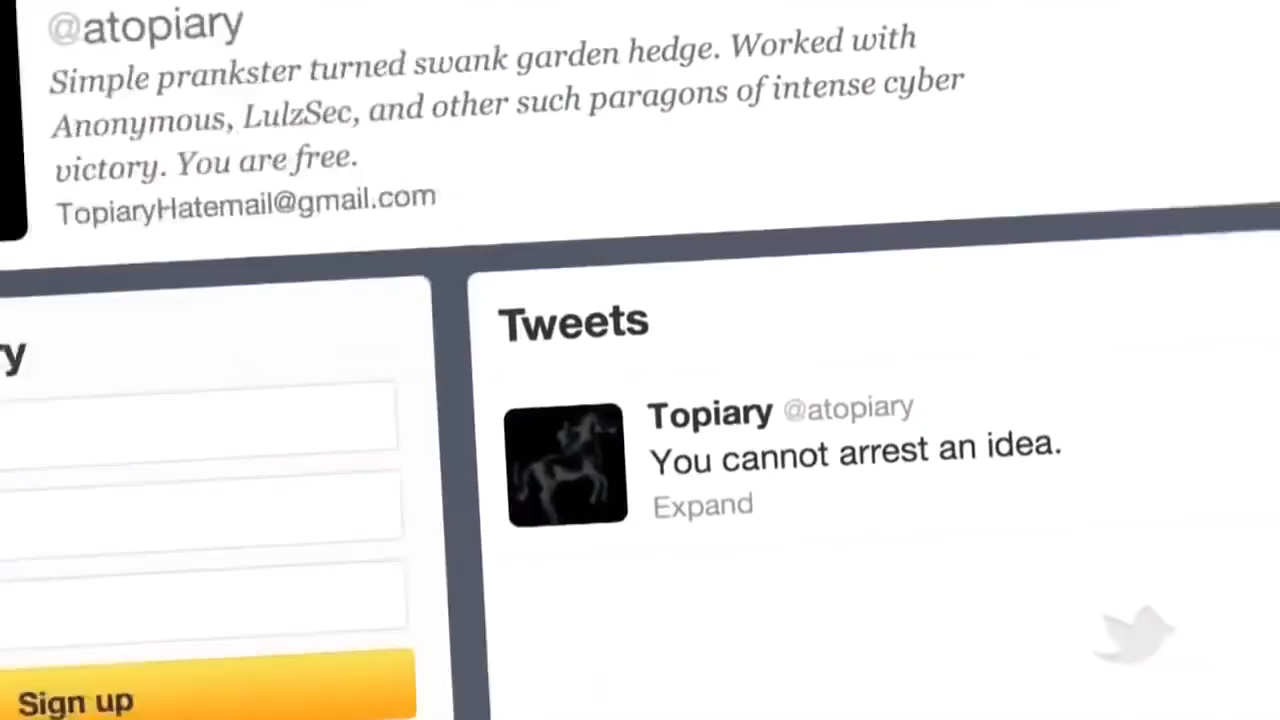 @atopiary
Simple prankster turned swank garden hedge. Worked with
Anonymous, LulzSec, and other such paragons of intense cyber
victory. You are free.
TopiaryHatemail@gmail.com
ry
Tweets
Topiary @atopiary
You cannot arrest an idea.
Expand
Sign up